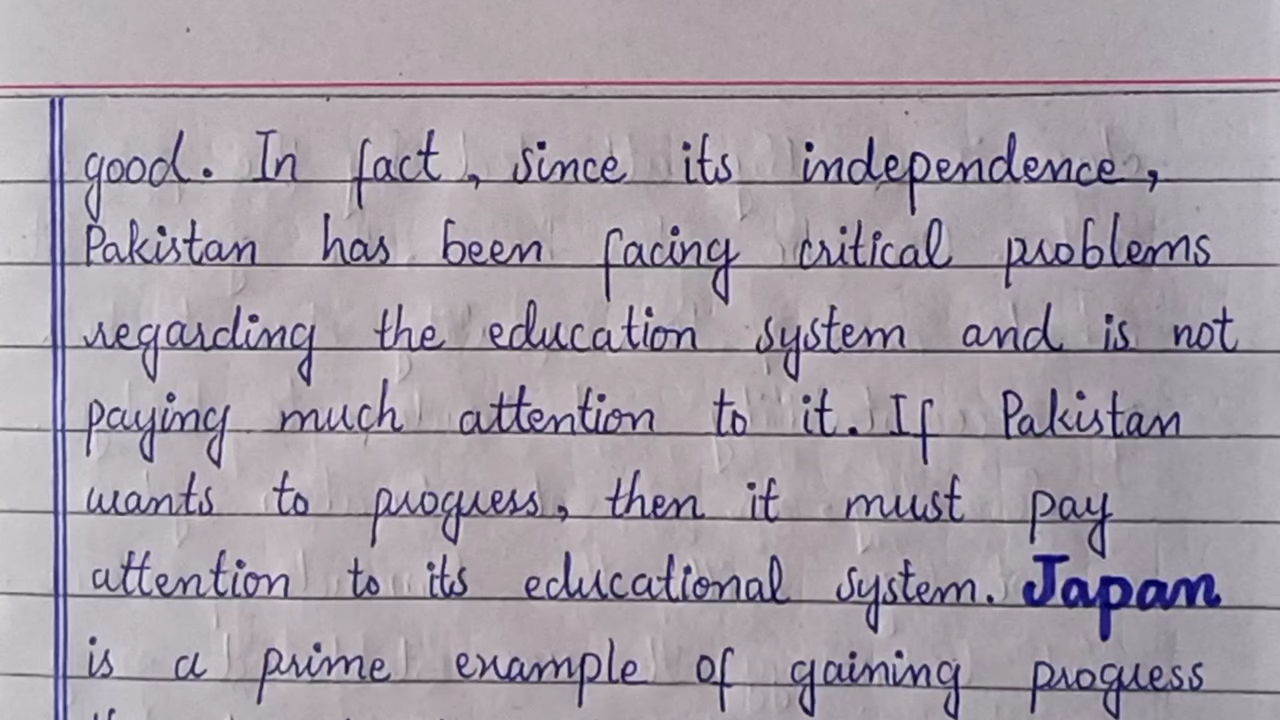 good. In fact, since its independence,
Pakistan has been facing critical problems
regarding the education system and is not
paying much attention to it. If Pakistan
wants to progress, then it must pay
attention to its educational system. Japan
is a prime example of gaining progress